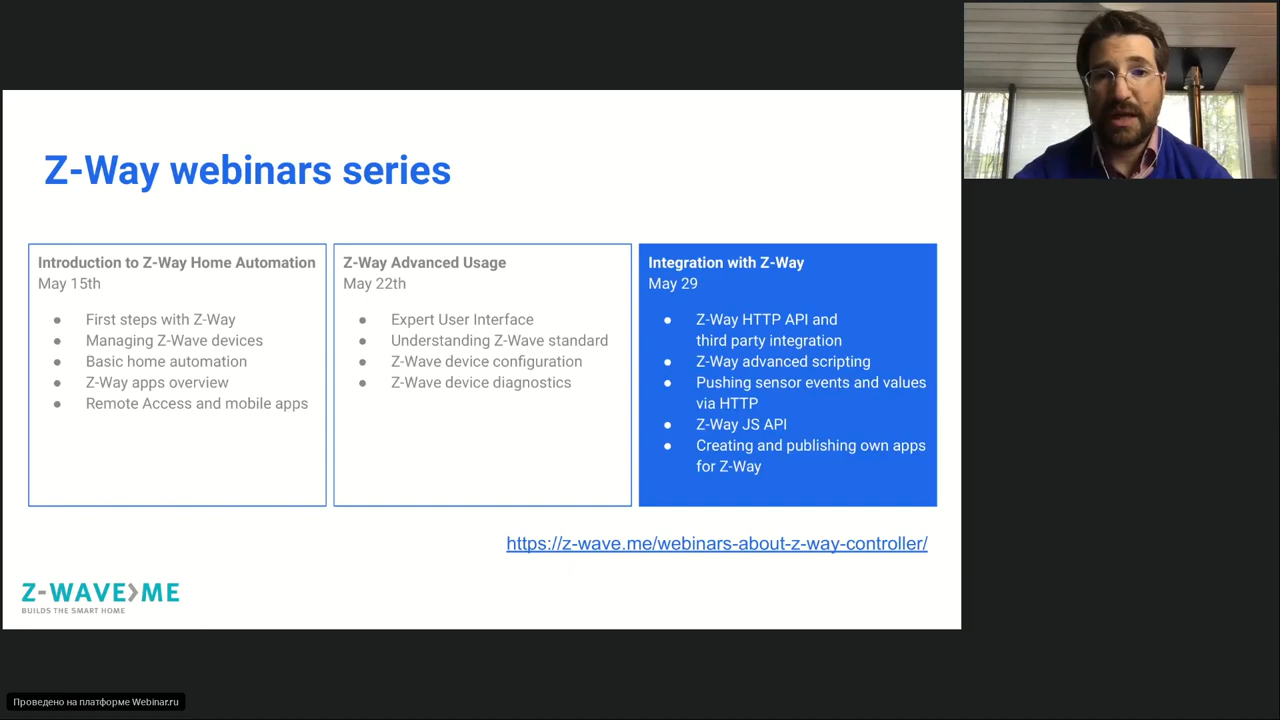 Z-Way webinars series
Introduction to Z-Way Home Automation
May 15th
● First steps with Z-Way
● Managing Z-Wave devices
● Basic home automation
● Z-Way apps overview
● Remote Access and mobile apps
Z-Way Advanced Usage
May 22th
● Expert User Interface
● Understanding Z-Wave standard
● Z-Wave device configuration
● Z-Wave device diagnostics
Integration with Z-Way
May 29
● Z-Way HTTP API and
third party integration
● Z-Way advanced scripting
● Pushing sensor events and values
via HTTP
● Z-Way JS API
● Creating and publishing own apps
for Z-Way
https://z-wave.me/webinars-about-z-way-controller/
Z-WAVE>ME
BUILDS THE SMART HOME
Проведено на платформе Webinar.ru